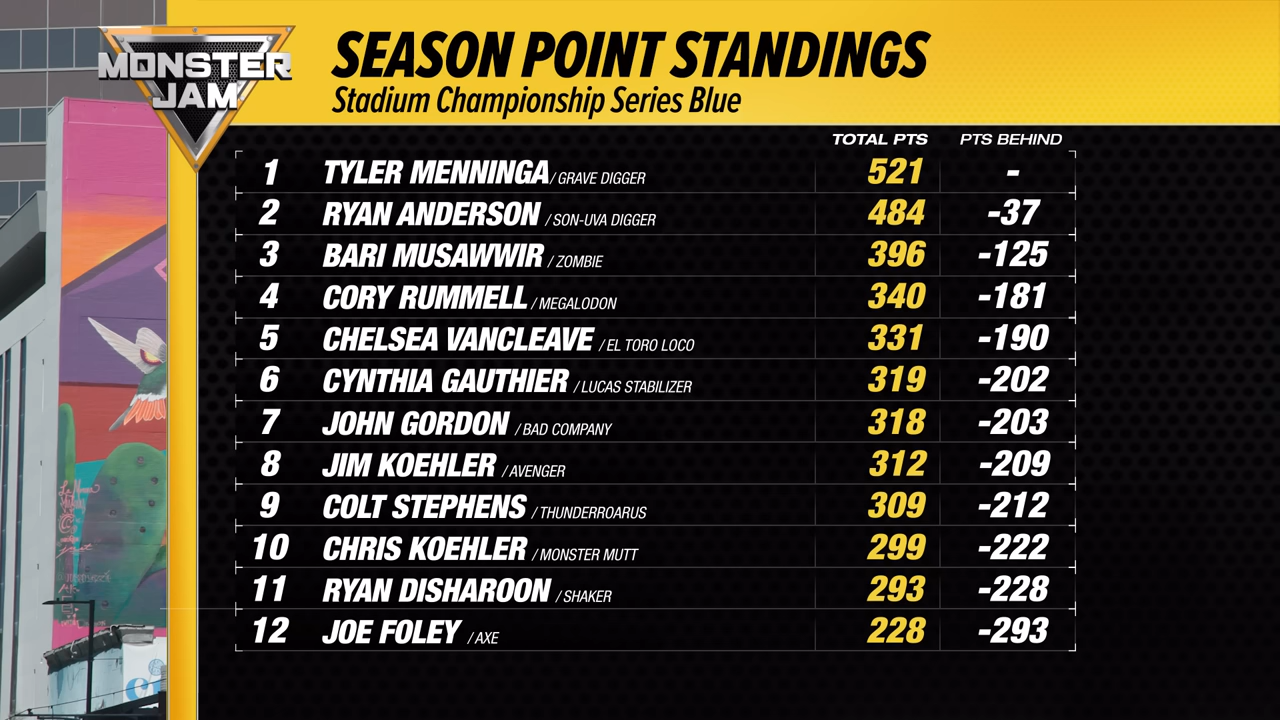 MONSTER
JAM
SEASON POINT STANDINGS
Stadium Championship Series Blue
TOTAL PTS PTS BEHIND
1 TYLER MENNINGA / GRAVE DIGGER 521 -
2 RYAN ANDERSON / SON-UVA DIGGER 484 -37
3 BARI MUSAWWIR / ZOMBIE 396 -125
4 CORY RUMMELL / MEGALODON 340 -181
5 CHELSEA VANCLEAVE / EL TORO LOCO 331 -190
6 CYNTHIA GAUTHIER / LUCAS STABILIZER 319 -202
7 JOHN GORDON / BAD COMPANY 318 -203
8 JIM KOEHLER / AVENGER 312 -209
9 COLT STEPHENS / THUNDERROARUS 309 -212
10 CHRIS KOEHLER / MONSTER MUTT 299 -222
11 RYAN DISHAROON / SHAKER 293 -228
12 JOE FOLEY / AXE 228 -293